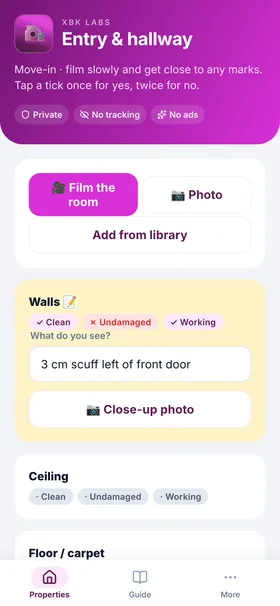 XBK LABS
Entry & hallway
Move-in · film slowly and get close to any marks.
Tap a tick once for yes, twice for no.
Private
No tracking
No ads
🎥 Film the
room
📷 Photo
Add from library
Walls 📝
✓ Clean
× Undamaged
✓ Working
What do you see?
3 cm scuff left of front door
📷 Close-up photo
Ceiling
· Clean
· Undamaged
· Working
Floor / carpet
Properties
Guide
More